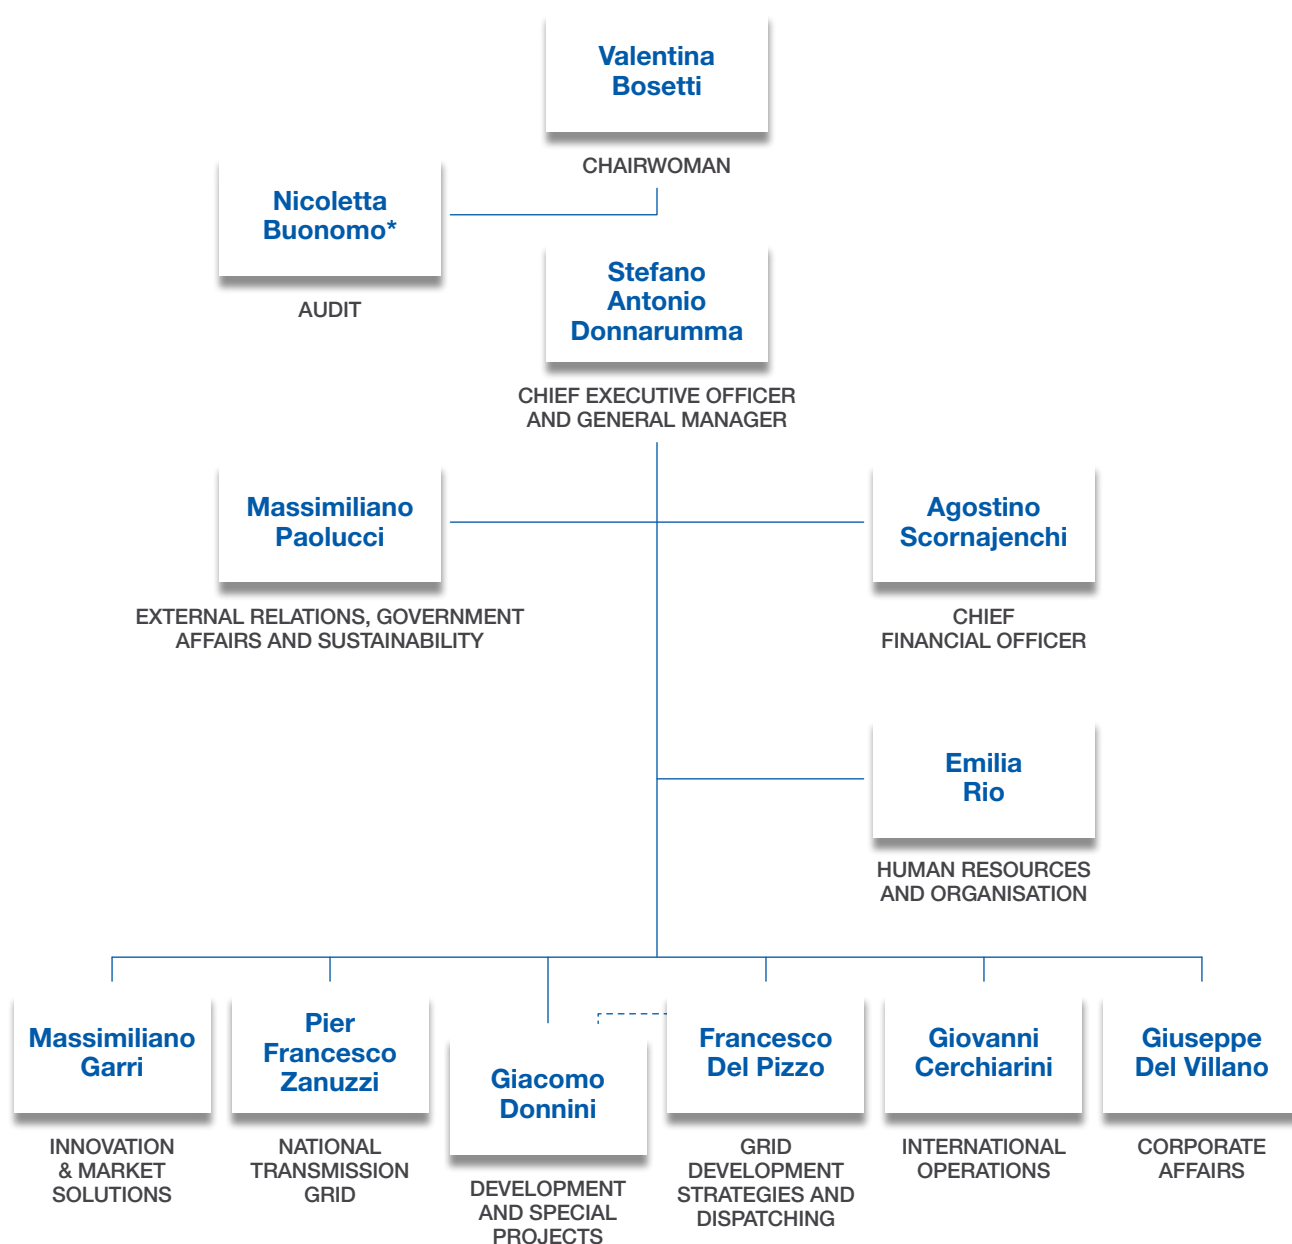 Valentina
Bosetti
CHAIRWOMAN
Nicoletta
Buonomo*
AUDIT
Stefano
Antonio
Donnarumma
CHIEF EXECUTIVE OFFICER
AND GENERAL MANAGER
Massimiliano
Paolucci
EXTERNAL RELATIONS, GOVERNMENT
AFFAIRS AND SUSTAINABILITY
Agostino
Scornajenchi
CHIEF
FINANCIAL OFFICER
Emilia
Rio
HUMAN RESOURCES
AND ORGANISATION
Massimiliano
Garri
INNOVATION
& MARKET
SOLUTIONS
Pier
Francesco
Zanuzzi
NATIONAL
TRANSMISSION
GRID
Giacomo
Donnini
DEVELOPMENT
AND SPECIAL
PROJECTS
Francesco
Del Pizzo
GRID
DEVELOPMENT
STRATEGIES AND
DISPATCHING
Giovanni
Cerchiarini
INTERNATIONAL
OPERATIONS
Giuseppe
Del Villano
CORPORATE
AFFAIRS